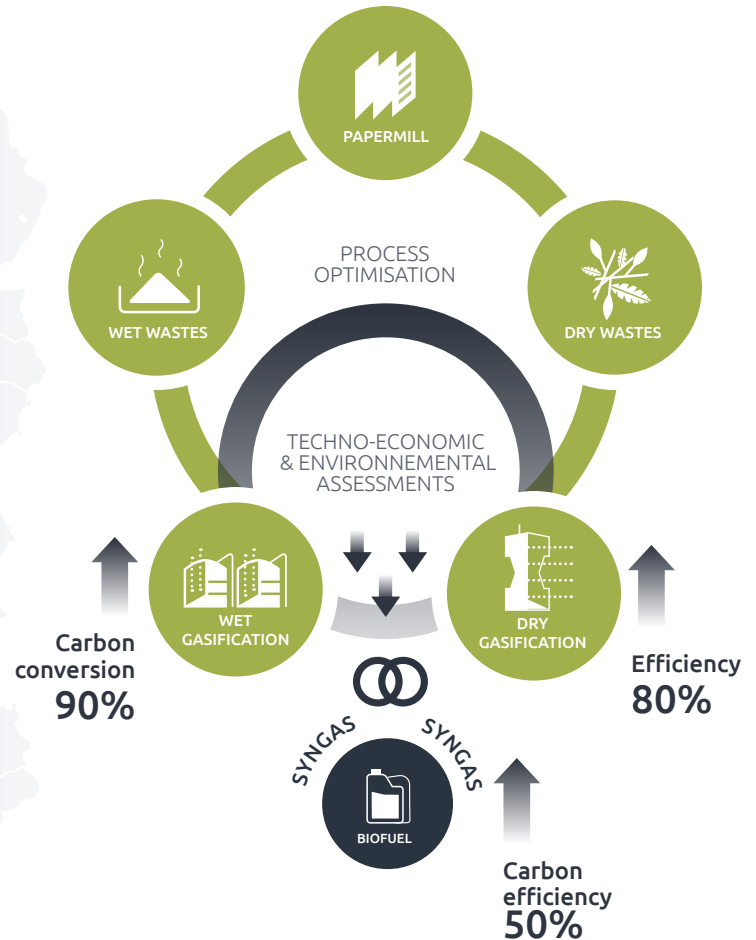 PAPERMILL
PROCESS
OPTIMISATION
WET WASTES
DRY WASTES
TECHNO-ECONOMIC
& ENVIRONNEMENTAL
ASSESSMENTS
WET
GASIFICATION
DRY
GASIFICATION
Carbon
conversion
90%
Efficiency
80%
SYNGAS
SYNGAS
BIOFUEL
Carbon
efficiency
50%